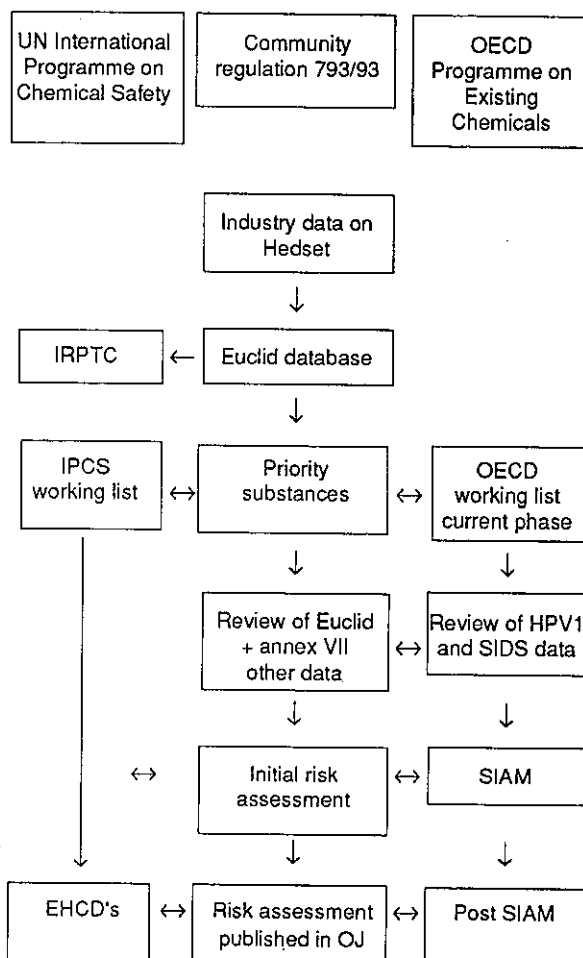 UN International
Programme on
Chemical Safety
Community
regulation 793/93
OECD
Programme on
Existing
Chemicals
Industry data on
Hedset
IRPTC
Euclid database
IPCS
working list
Priority
substances
OECD
working list
current phase
Review of Euclid
+ annex VII
other data
Review of HPV1
and SIDS data
Initial risk
assessment
SIAM
EHCD's
Risk assessment
published in OJ
Post SIAM